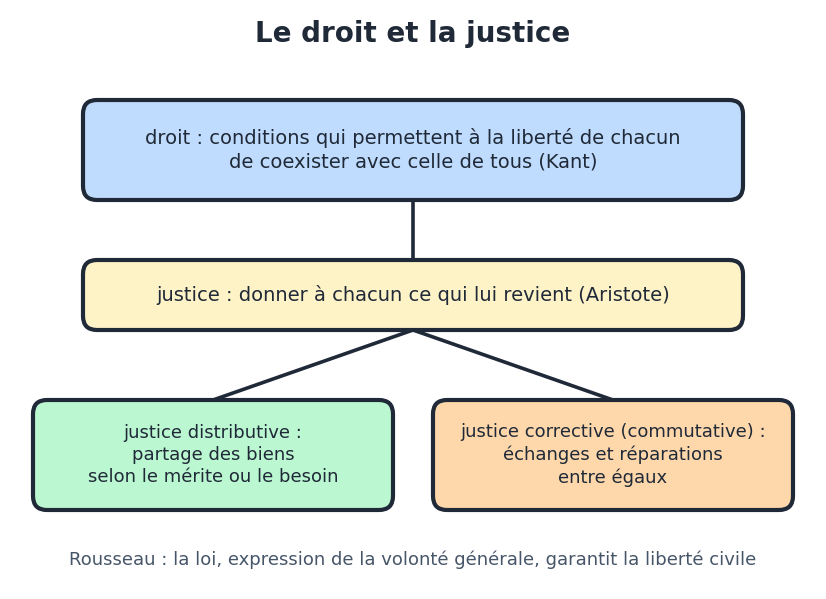 Le droit et la justice
droit : conditions qui permettent à la liberté de chacun
de coexister avec celle de tous (Kant)
justice : donner à chacun ce qui lui revient (Aristote)
justice distributive :
partage des biens
selon le mérite ou le besoin
justice corrective (commutative) :
échanges et réparations
entre égaux
Rousseau : la loi, expression de la volonté générale, garantit la liberté civile